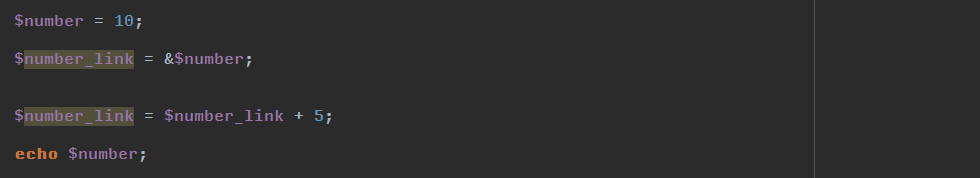 $number = 10;
$number_link = &$number;
$number_link = $number_link + 5;
echo $number;